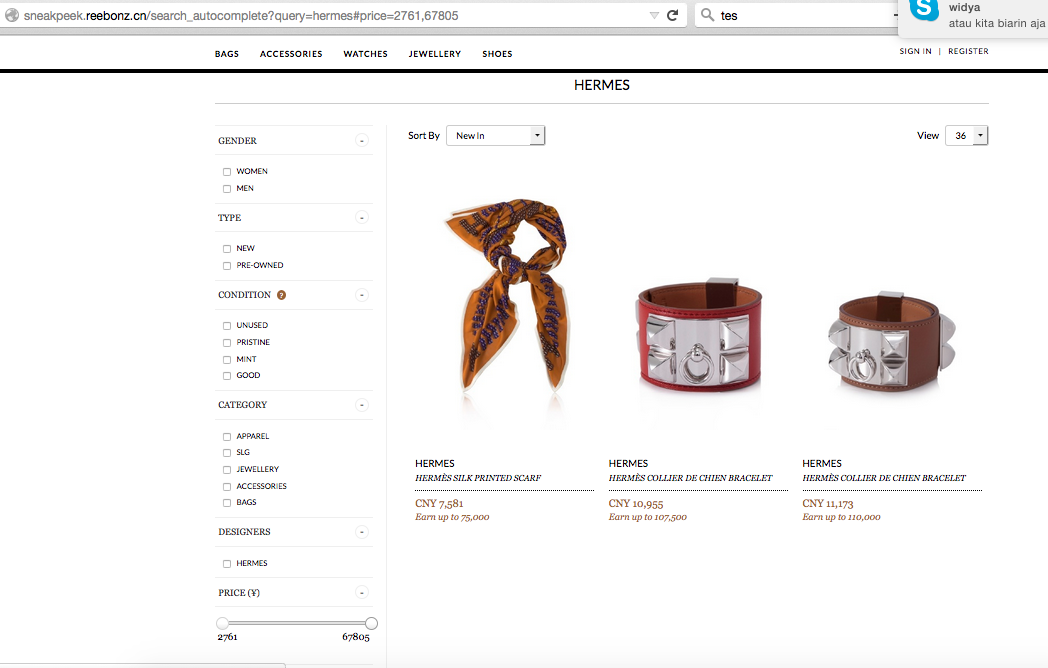 sneakpeek.reebonz.cn/search_autocomplete?query=hermes#price=2761,67805
tes
widya
atau kita biarin aja
BAGS ACCESSORIES WATCHES JEWELLERY SHOES
SIGN IN | REGISTER
HERMES
GENDER -
WOMEN
MEN
TYPE -
NEW
PRE-OWNED
CONDITION ? -
UNUSED
PRISTINE
MINT
GOOD
CATEGORY -
APPAREL
SLG
JEWELLERY
ACCESSORIES
BAGS
DESIGNERS -
HERMES
PRICE (¥) -
2761 67805
Sort By New In
View 36
HERMES
HERMÈS SILK PRINTED SCARF
CNY 7,581
Earn up to 75,000
HERMES
HERMÈS COLLIER DE CHIEN BRACELET
CNY 10,955
Earn up to 107,500
HERMES
HERMÈS COLLIER DE CHIEN BRACELET
CNY 11,173
Earn up to 110,000